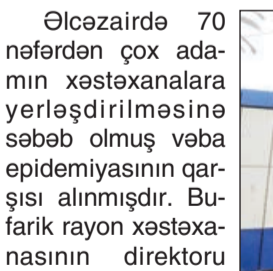 Əlcəzairdə 70
nəfərdən çox ada-
mın xəstəxanalara
yerləşdirilməsinə
səbəb olmuş vəba
epidemiyasının qar-
şısı alınmışdır. Bu-
farik rayon xəstəxa-
nasının direktoru